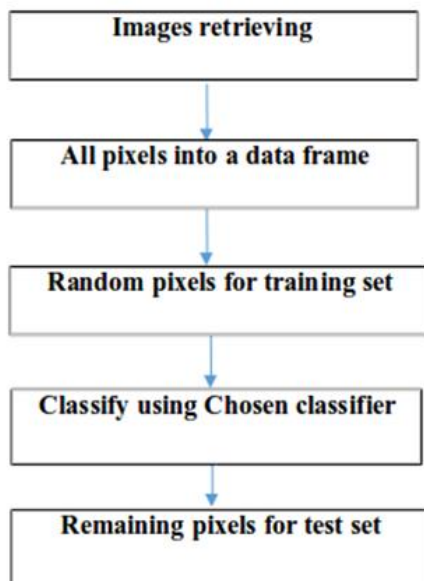 Images retrieving
All pixels into a data frame
Random pixels for training set
Classify using Chosen classifier
Remaining pixels for test set